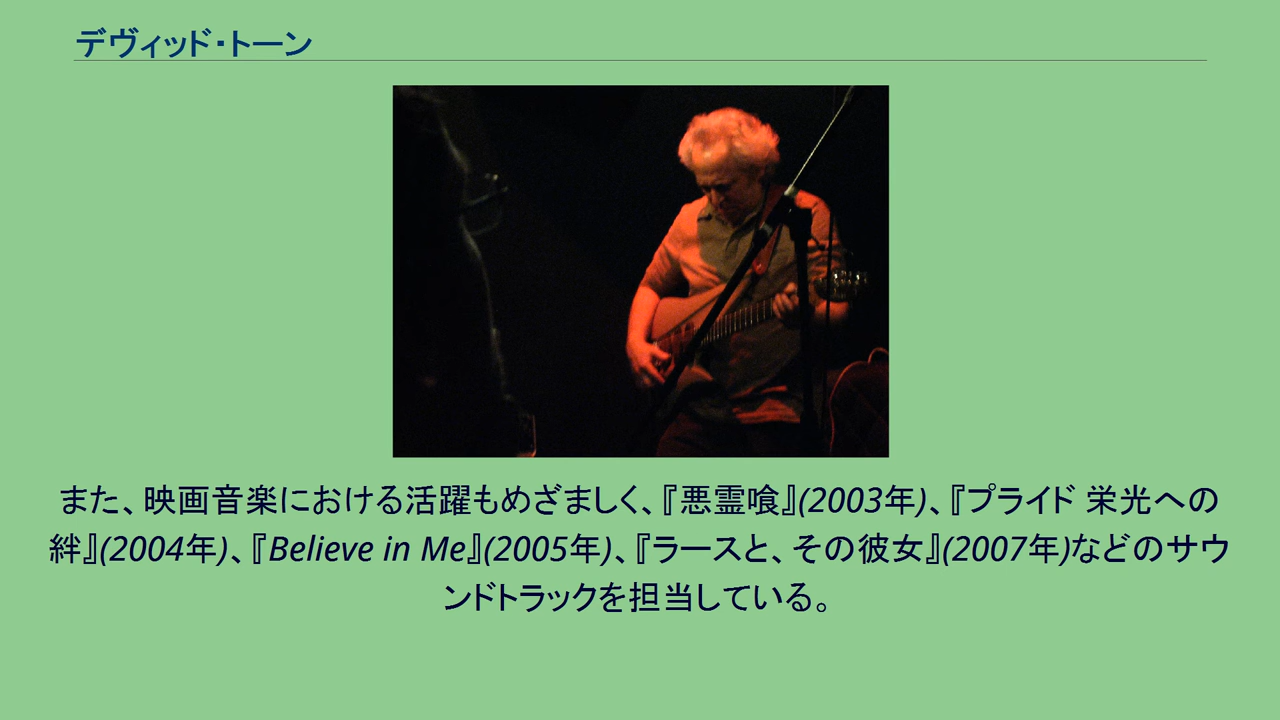 デヴィッド・トーン
また、映画音楽における活躍もめざましく、『悪霊喰』(2003年)、『プライド 栄光への
絆』(2004年)、『Believe in Me』(2005年)、『ラースと、その彼女』(2007年)などのサウ
ンドトラックを担当している。